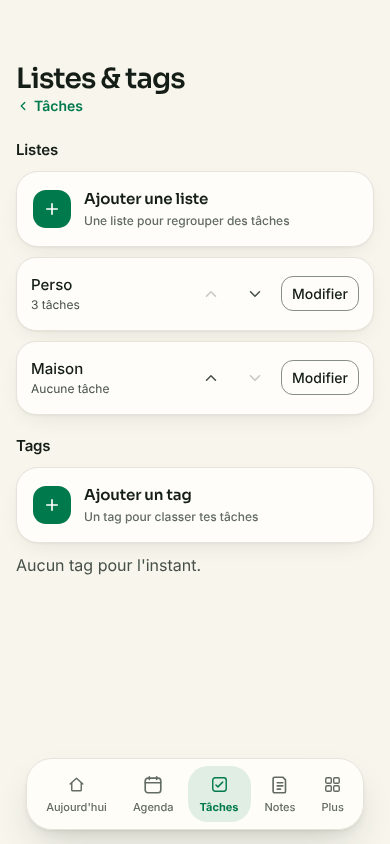 Listes & tags
Tâches
Listes
Ajouter une liste
Une liste pour regrouper des tâches
Perso
3 tâches
Modifier
Maison
Aucune tâche
Modifier
Tags
Ajouter un tag
Un tag pour classer tes tâches
Aucun tag pour l'instant.
Aujourd'hui
Agenda
Tâches
Notes
Plus